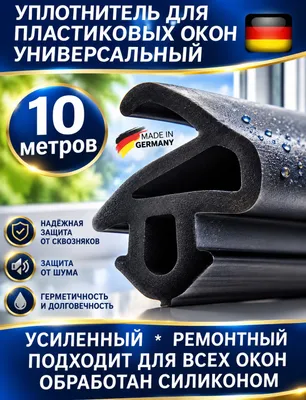 УПЛОТНИТЕЛЬ ДЛЯ
ПЛАСТИКОВЫХ ОКОН
УНИВЕРСАЛЬНЫЙ
10
метров
MADE IN
GERMANY
НАДЁЖНАЯ
ЗАЩИТА
ОТ СКВОЗНЯКОВ
ЗАЩИТА
ОТ ШУМА
ГЕРМЕТИЧНОСТЬ
И ДОЛГОВЕЧНОСТЬ
УСИЛЕННЫЙ * РЕМОНТНЫЙ
ПОДХОДИТ ДЛЯ ВСЕХ ОКОН
ОБРАБОТАН СИЛИКОНОМ